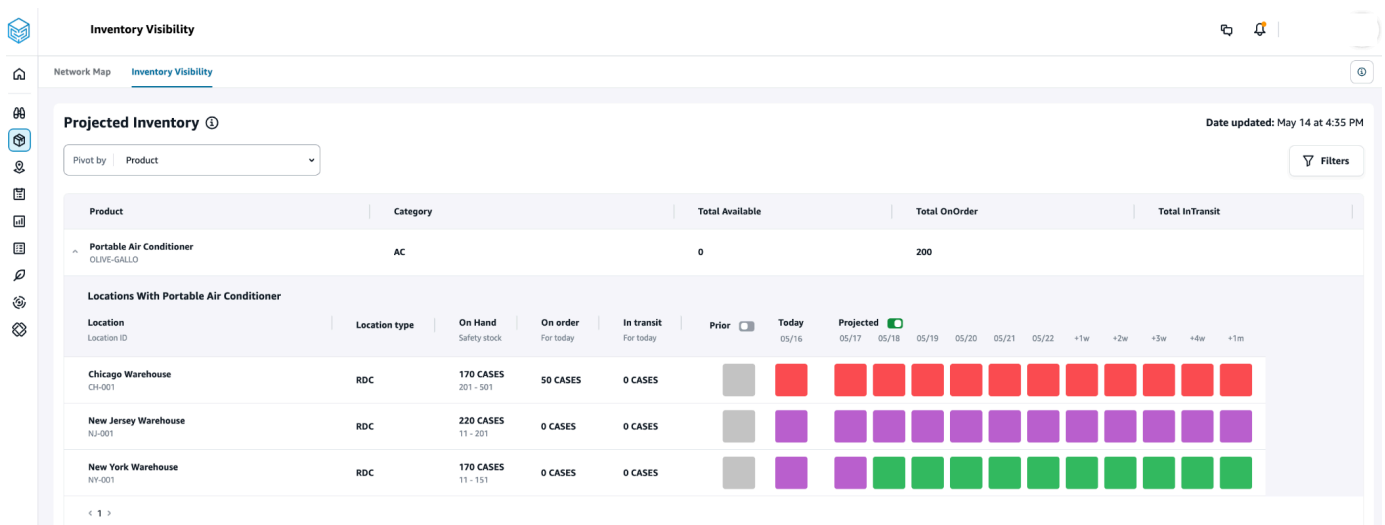 Inventory Visibility
Network Map Inventory Visibility
Projected Inventory
Date updated: May 14 at 4:35 PM
Pivot by Product
Filters
Product Category Total Available Total OnOrder Total InTransit
Portable Air Conditioner
OLIVE-GALLO
AC 0 200
Locations With Portable Air Conditioner
Location Location type On Hand On order In transit Prior Today Projected
Location ID Safety stock For today For today 05/16 05/17 05/18 05/19 05/20 05/21 05/22 +1w +2w +3w +4w +1m
Chicago Warehouse RDC 170 CASES 50 CASES 0 CASES
CH-001 201 - 501
New Jersey Warehouse RDC 220 CASES 0 CASES 0 CASES
NJ-001 11 - 201
New York Warehouse RDC 170 CASES 0 CASES 0 CASES
NY-001 11 - 151
< 1 >